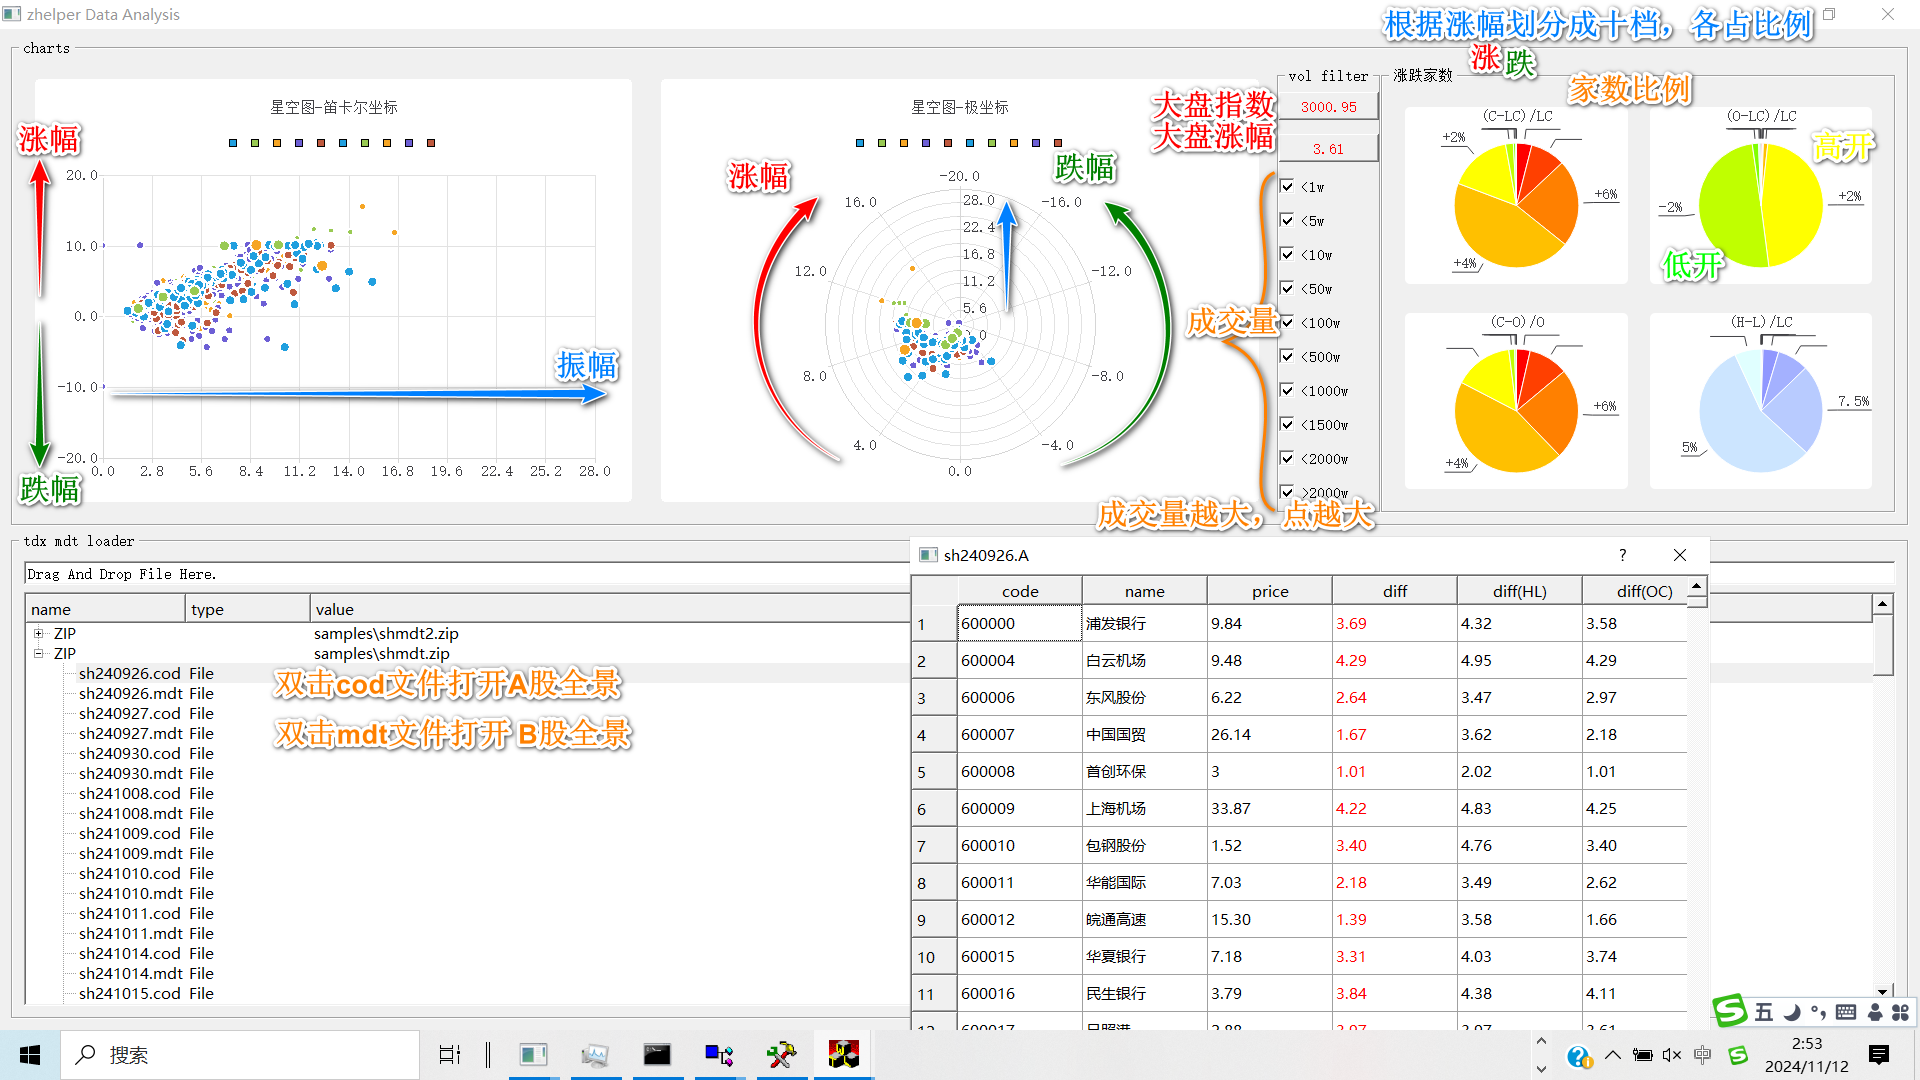 zhelper Data Analysis
根据涨幅划分成十档，各占比例
涨 跌
家数比例
charts
星空图-笛卡尔坐标
涨幅
20.0
10.0
0.0
-10.0
-20.0
0.0 2.8 5.6 8.4 11.2 14.0 16.8 19.6 22.4 25.2 28.0
振幅
跌幅
星空图-极坐标
涨幅
跌幅
-20.0
16.0
-16.0
28.0
22.4
16.8
11.2
5.6
0
12.0
-12.0
8.0
-8.0
4.0
-4.0
0.0
大盘指数
大盘涨幅
vol filter
3000.95
3.61
<1w
<5w
<10w
<50w
<100w
<500w
<1000w
<1500w
<2000w
>2000w
成交量
成交量越大，点越大
涨跌家数
(C-LC)/LC
+2%
+6%
+4%
(O-LC)/LC
高开
+2%
-2%
低开
(C-O)/O
+6%
+4%
(H-L)/LC
7.5%
5%
tdx mdt loader
Drag And Drop File Here.
name type value
ZIP samples\shmdt2.zip
ZIP samples\shmdt.zip
sh240926.cod File
sh240926.mdt File
sh240927.cod File
sh240927.mdt File
sh240930.cod File
sh240930.mdt File
sh241008.cod File
sh241008.mdt File
sh241009.cod File
sh241009.mdt File
sh241010.cod File
sh241010.mdt File
sh241011.cod File
sh241011.mdt File
sh241014.cod File
sh241014.mdt File
sh241015.cod File
双击cod文件打开A股全景
双击mdt文件打开 B股全景
sh240926.A
?
code name price diff diff(HL) diff(OC)
1 600000 浦发银行 9.84 3.69 4.32 3.58
2 600004 白云机场 9.48 4.29 4.95 4.29
3 600006 东风股份 6.22 2.64 3.47 2.97
4 600007 中国国贸 26.14 1.67 3.62 2.18
5 600008 首创环保 3 1.01 2.02 1.01
6 600009 上海机场 33.87 4.22 4.83 4.25
7 600010 包钢股份 1.52 3.40 4.76 3.40
8 600011 华能国际 7.03 2.18 3.49 2.62
9 600012 皖通高速 15.30 1.39 3.58 1.66
10 600015 华夏银行 7.18 3.31 4.03 3.74
11 600016 民生银行 3.79 3.84 4.38 4.11
五
搜索
中
2:53
2024/11/12